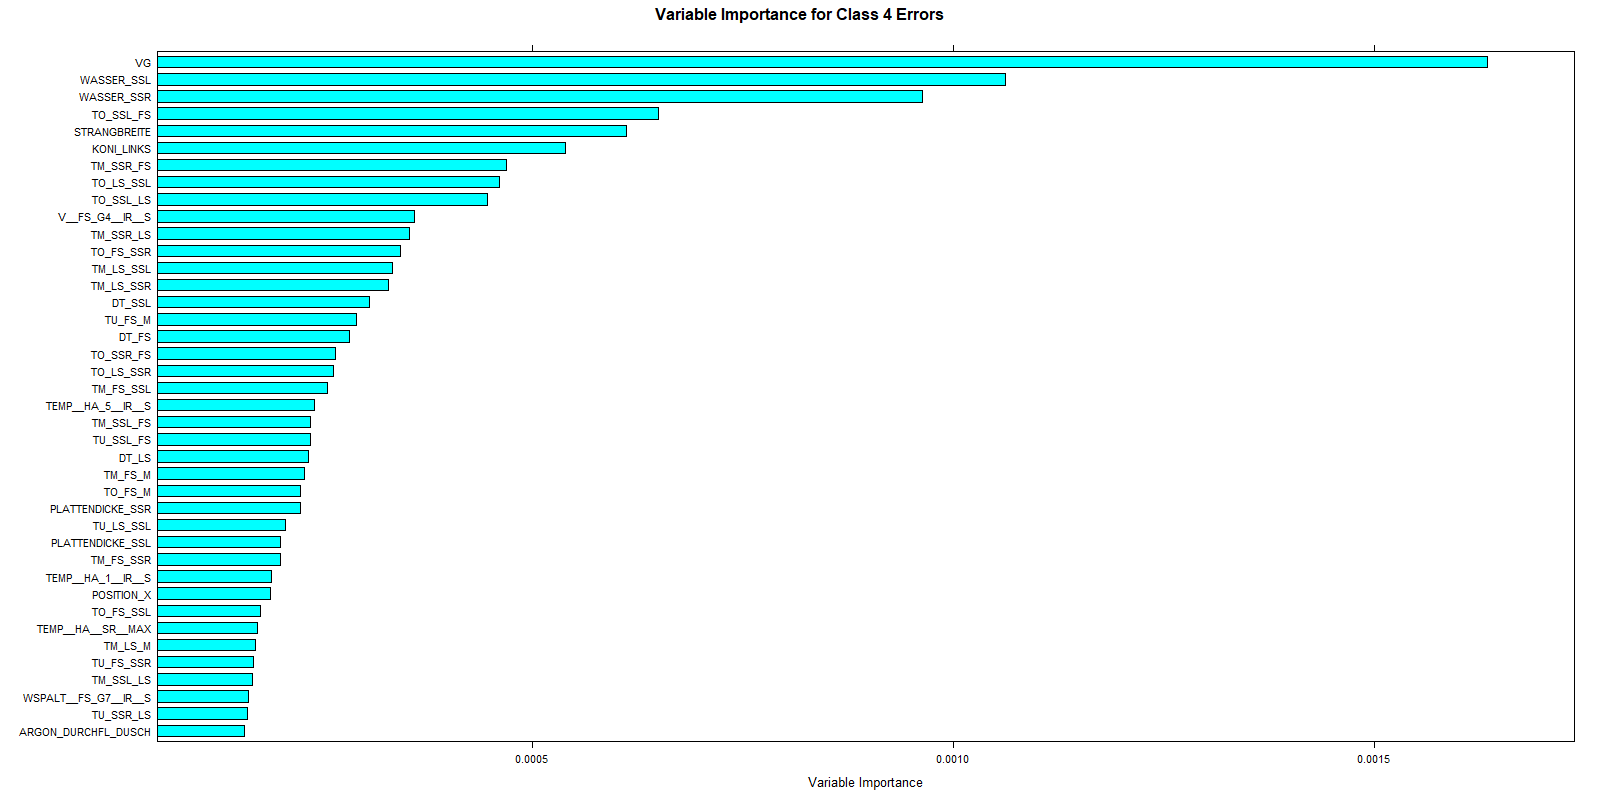 Variable Importance for Class 4 Errors
VG
WASSER_SSL
WASSER_SSR
TO_SSL_FS
STRANGBREITE
KONI_LINKS
TM_SSR_FS
TO_LS_SSL
TO_SSL_LS
V__FS_G4__IR__S
TM_SSR_LS
TO_FS_SSR
TM_LS_SSL
TM_LS_SSR
DT_SSL
TU_FS_M
DT_FS
TO_SSR_FS
TO_LS_SSR
TM_FS_SSL
TEMP__HA_5__IR__S
TM_SSL_FS
TU_SSL_FS
DT_LS
TM_FS_M
TO_FS_M
PLATTENDICKE_SSR
TU_LS_SSL
PLATTENDICKE_SSL
TM_FS_SSR
TEMP__HA_1__IR__S
POSITION_X
TO_FS_SSL
TEMP__HA__SR__MAX
TM_LS_M
TU_FS_SSR
TM_SSL_LS
WSPALT__FS_G7__IR__S
TU_SSR_LS
ARGON_DURCHFL_DUSCH
0.0005 0.0010 0.0015
Variable Importance